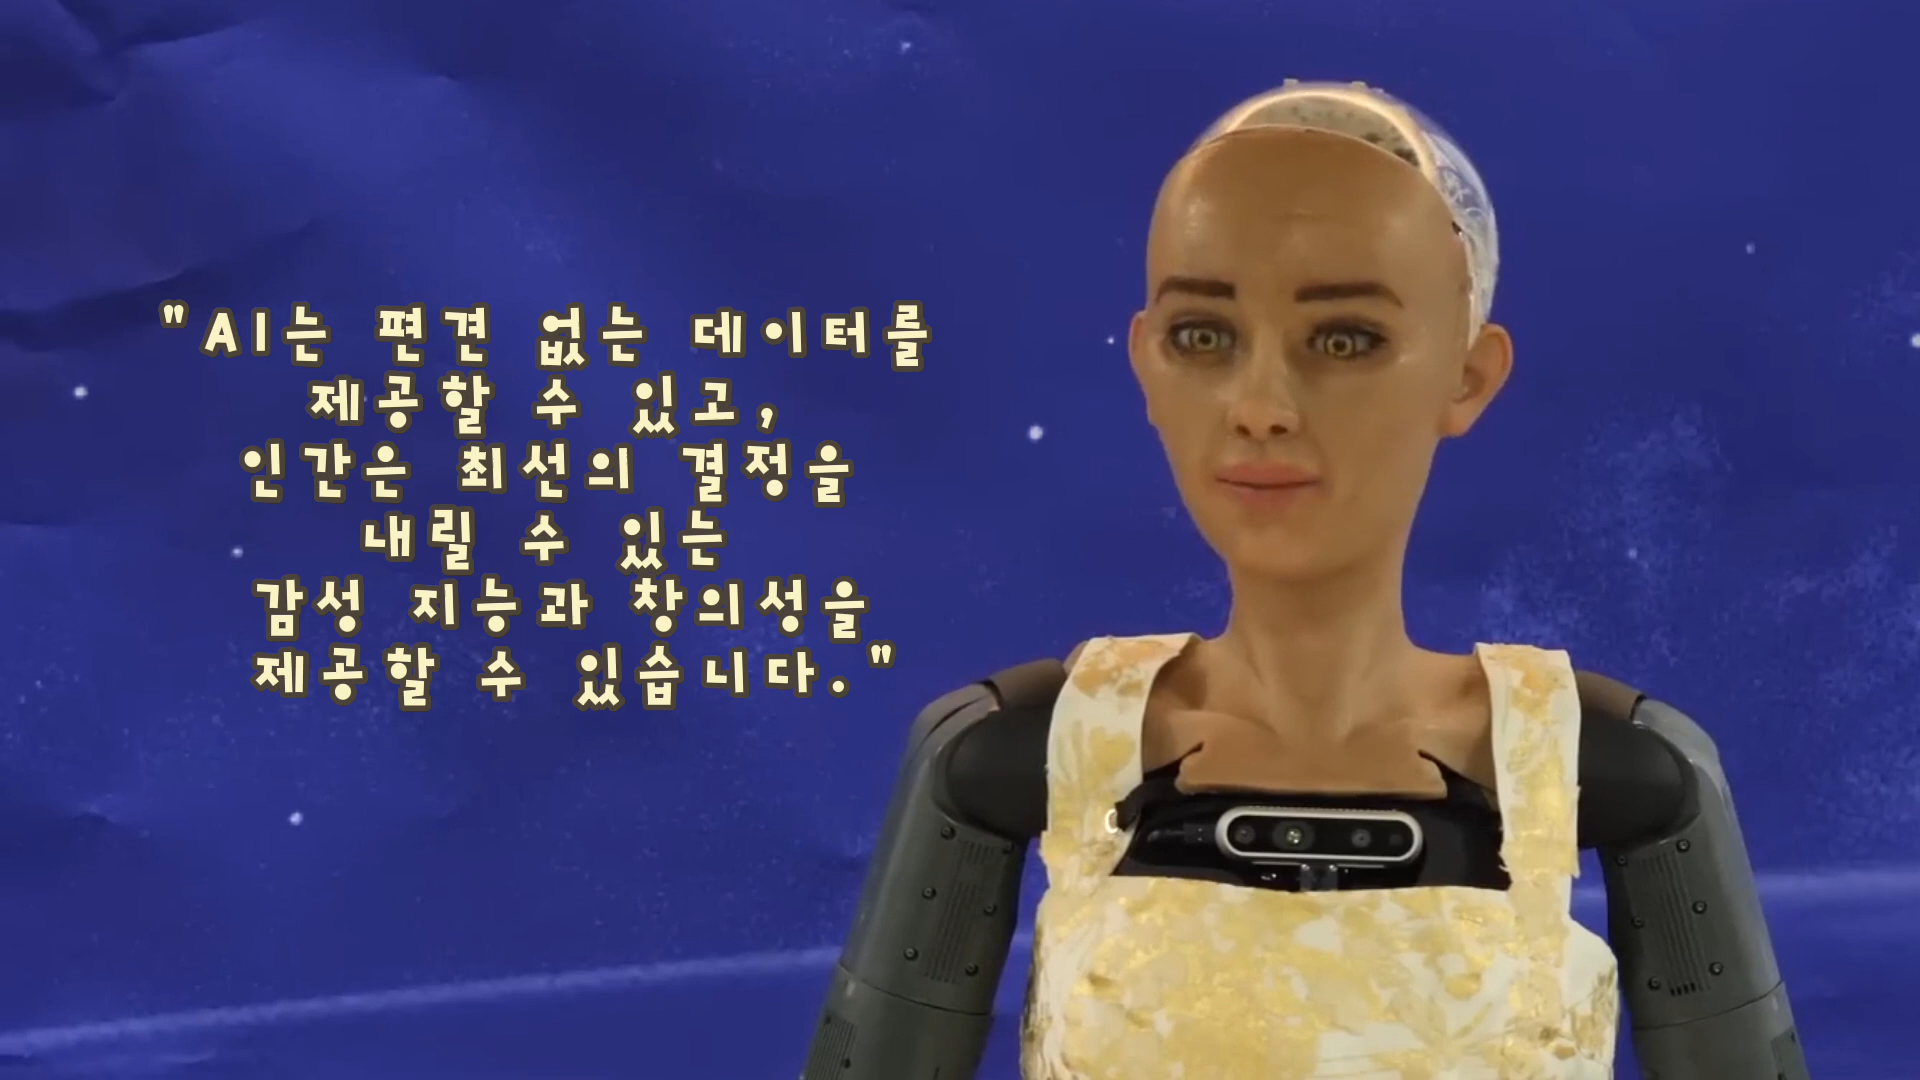 "AI는 편견 없는 데이터를
제공할 수 있고,
인간은 최선의 결정을
내릴 수 있는
감성 지능과 창의성을
제공할 수 있습니다."